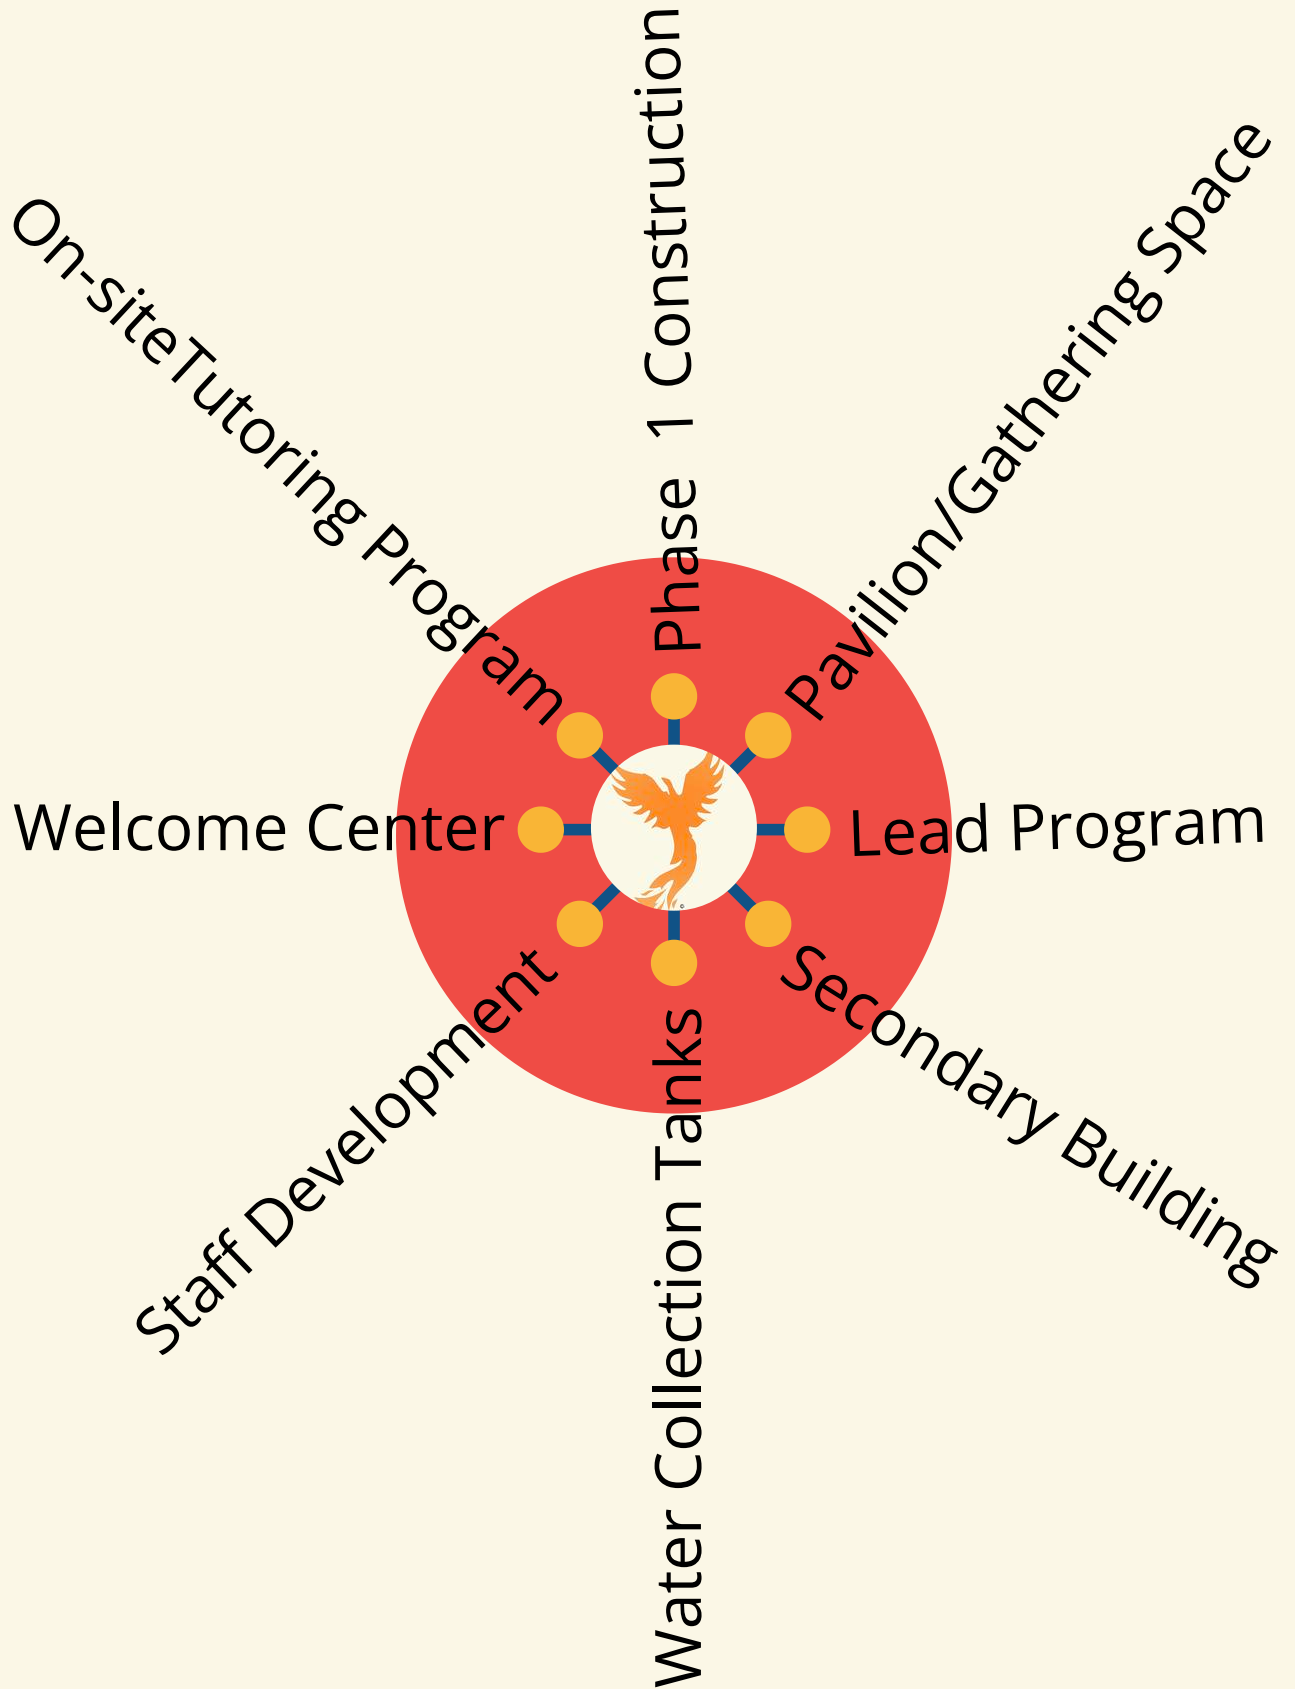 Phase 1 Construction
Pavilion/Gathering Space
Lead Program
Secondary Building
Water Collection Tanks
Staff Development
Welcome Center
On-siteTutoring Program